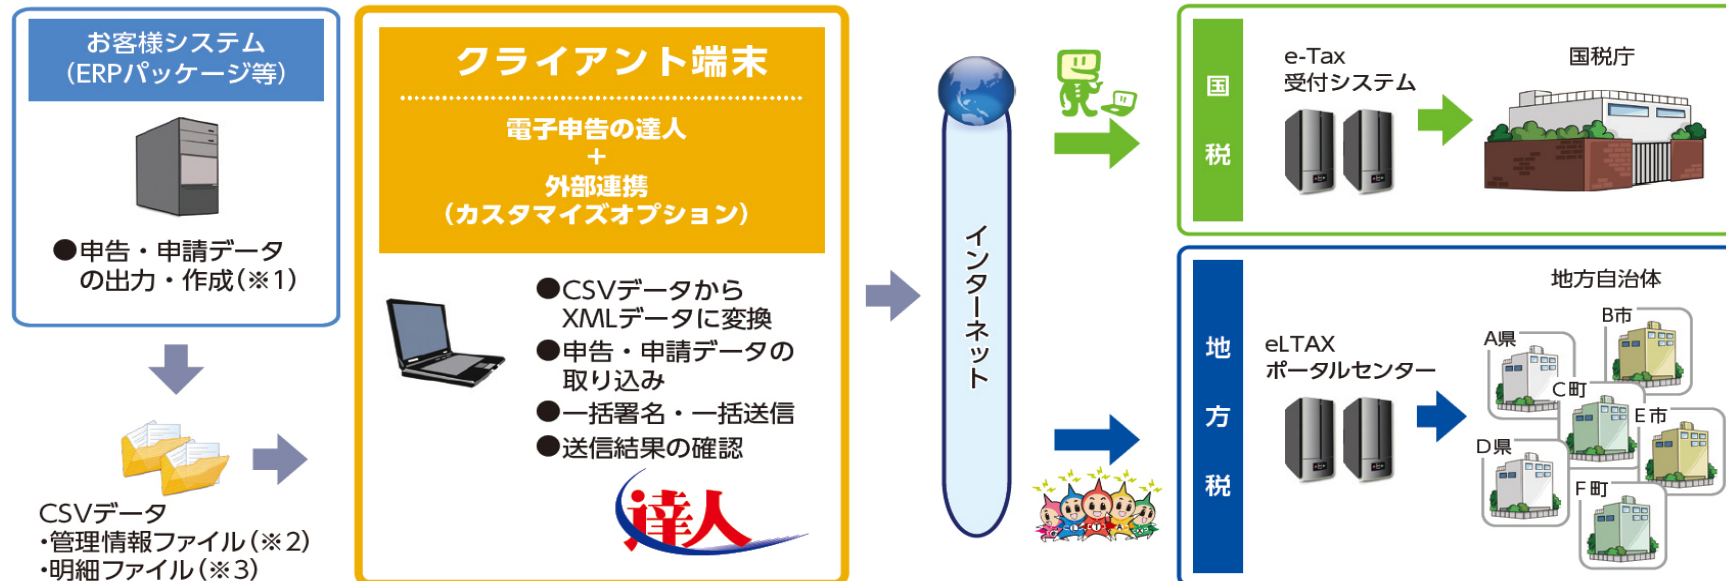 お客様システム
(ERPパッケージ等)
●申告・申請データ
の出力・作成(※1)
CSVデータ
・管理情報ファイル(※2)
・明細ファイル(※3)
クライアント端末
電子申告の達人
+
外部連携
(カスタマイズオプション)
●CSVデータから
XMLデータに変換
●申告・申請データの
取り込み
●一括署名・一括送信
●送信結果の確認
達人
インターネット
国税
e-Tax
受付システム
国税庁
地方税
eLTAX
ポータルセンター
地方自治体
A県
B市
C町
D県
E市
F町